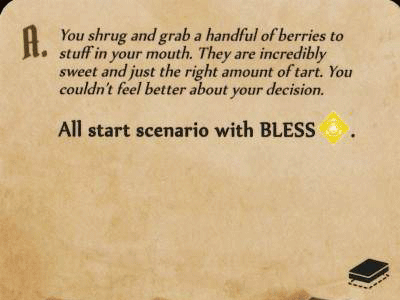 A. You shrug and grab a handful of berries to
stuff in your mouth. They are incredibly
sweet and just the right amount of tart. You
couldn't feel better about your decision.
All start scenario with BLESS .